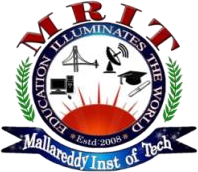 MRIT
EDUCATION ILLUMINATES THE WORLD
Estd:2008
Mallareddy Inst of Tech